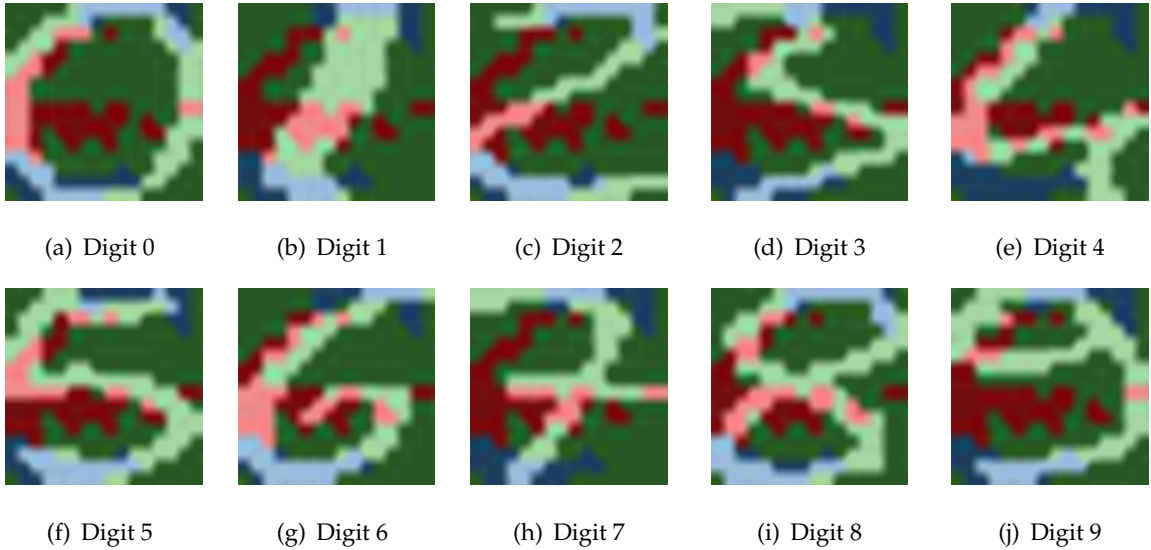 (a) Digit 0
(b) Digit 1
(c) Digit 2
(d) Digit 3
(e) Digit 4
(f) Digit 5
(g) Digit 6
(h) Digit 7
(i) Digit 8
(j) Digit 9